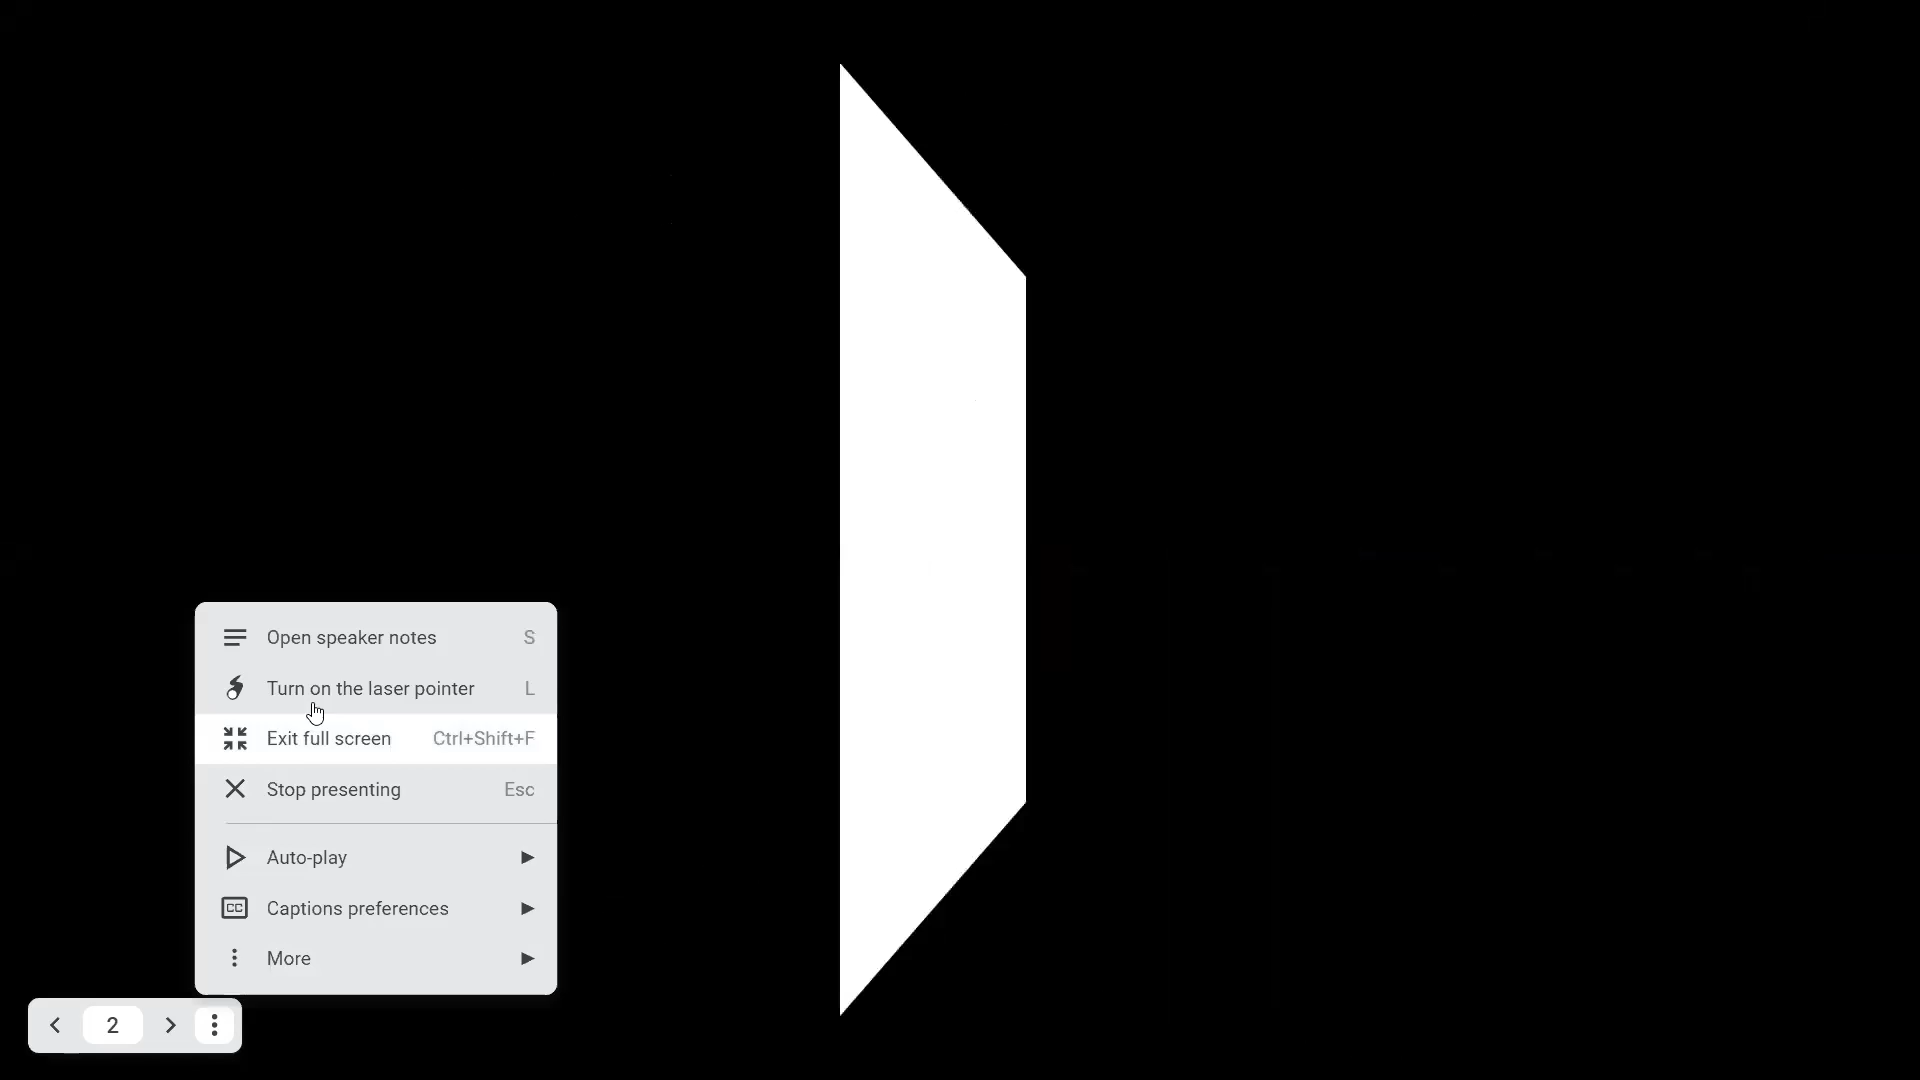 Open speaker notes S
Turn on the laser pointer L
Exit full screen Ctrl+Shift+F
Stop presenting Esc
Auto-play
CC Captions preferences
More
2